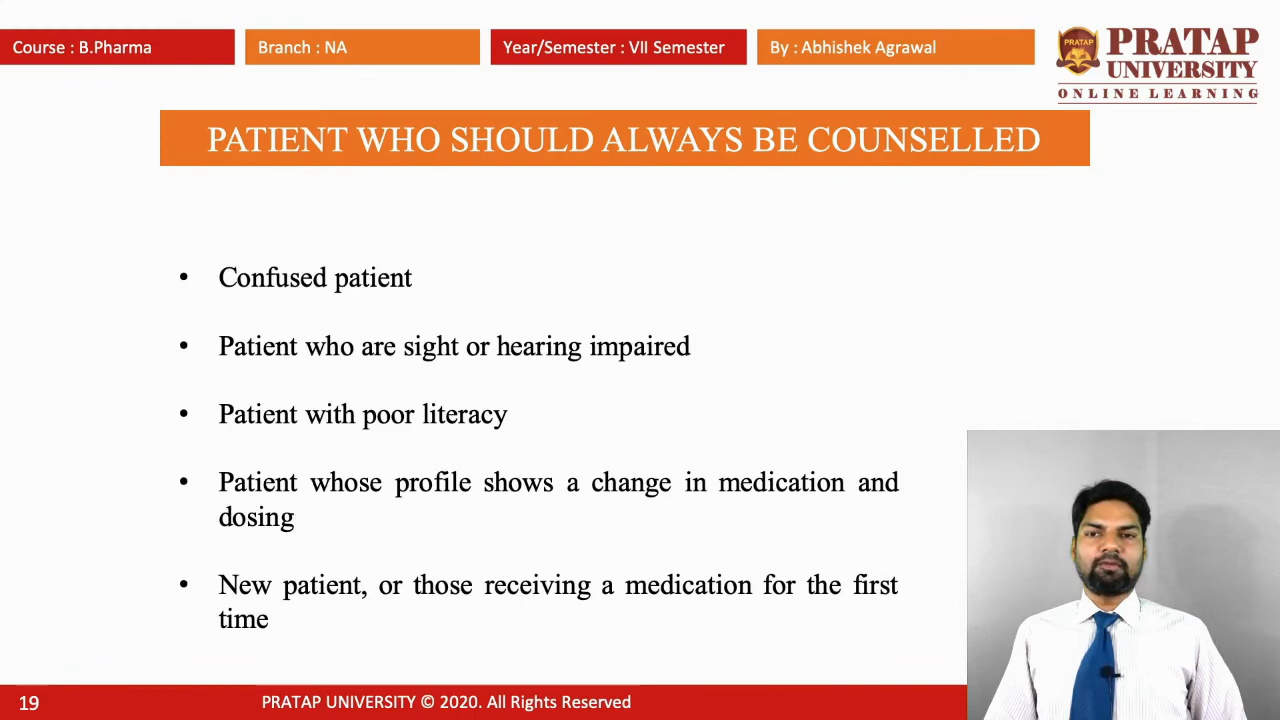 Course : B.Pharma
Branch : NA
Year/Semester : VII Semester
By : Abhishek Agrawal
PRATAP
PRATAP
UNIVERSITY
ONLINE LEARNING
PATIENT WHO SHOULD ALWAYS BE COUNSELLED
• Confused patient
• Patient who are sight or hearing impaired
• Patient with poor literacy
• Patient whose profile shows a change in medication and
dosing
• New patient, or those receiving a medication for the first
time
19
PRATAP UNIVERSITY © 2020. All Rights Reserved